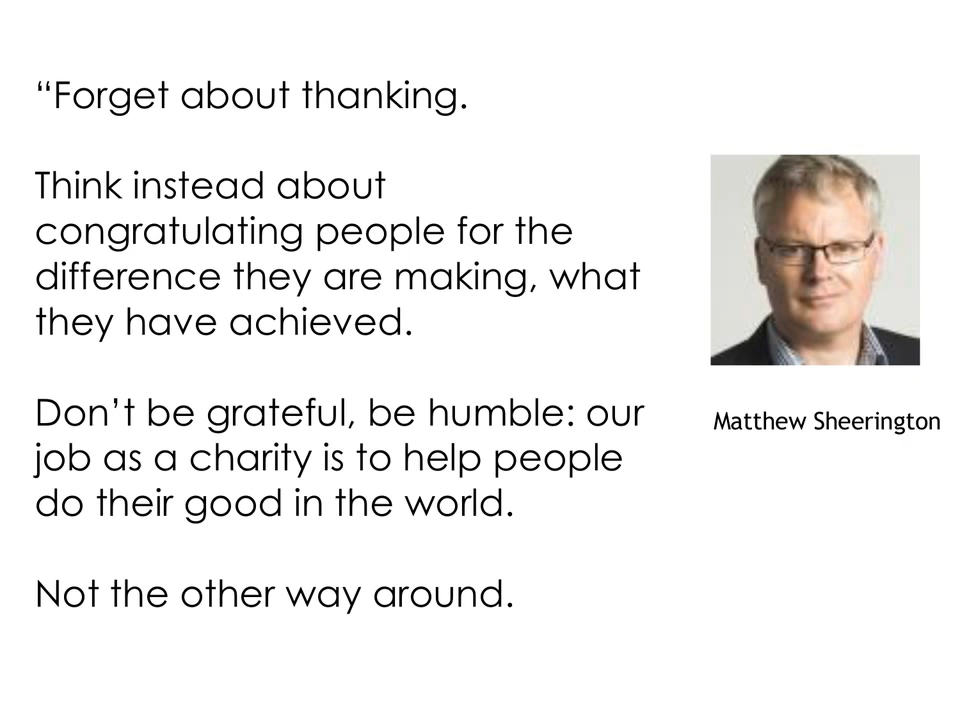 “Forget about thanking.
Think instead about
congratulating people for the
difference they are making, what
they have achieved.
Don’t be grateful, be humble: our
job as a charity is to help people
do their good in the world.
Not the other way around.
Matthew Sheerington